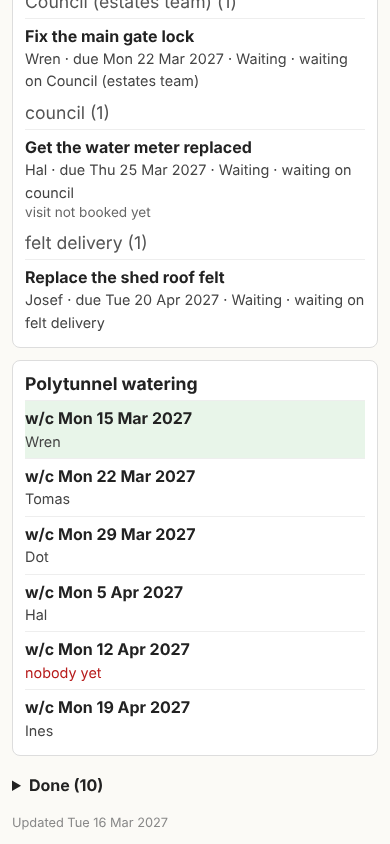 Council (estates team) (1)
Fix the main gate lock
Wren · due Mon 22 Mar 2027 · Waiting · waiting
on Council (estates team)
council (1)
Get the water meter replaced
Hal · due Thu 25 Mar 2027 · Waiting · waiting on
council
visit not booked yet
felt delivery (1)
Replace the shed roof felt
Josef · due Tue 20 Apr 2027 · Waiting · waiting on
felt delivery
Polytunnel watering
w/c Mon 15 Mar 2027
Wren
w/c Mon 22 Mar 2027
Tomas
w/c Mon 29 Mar 2027
Dot
w/c Mon 5 Apr 2027
Hal
w/c Mon 12 Apr 2027
nobody yet
w/c Mon 19 Apr 2027
Ines
Done (10)
Updated Tue 16 Mar 2027